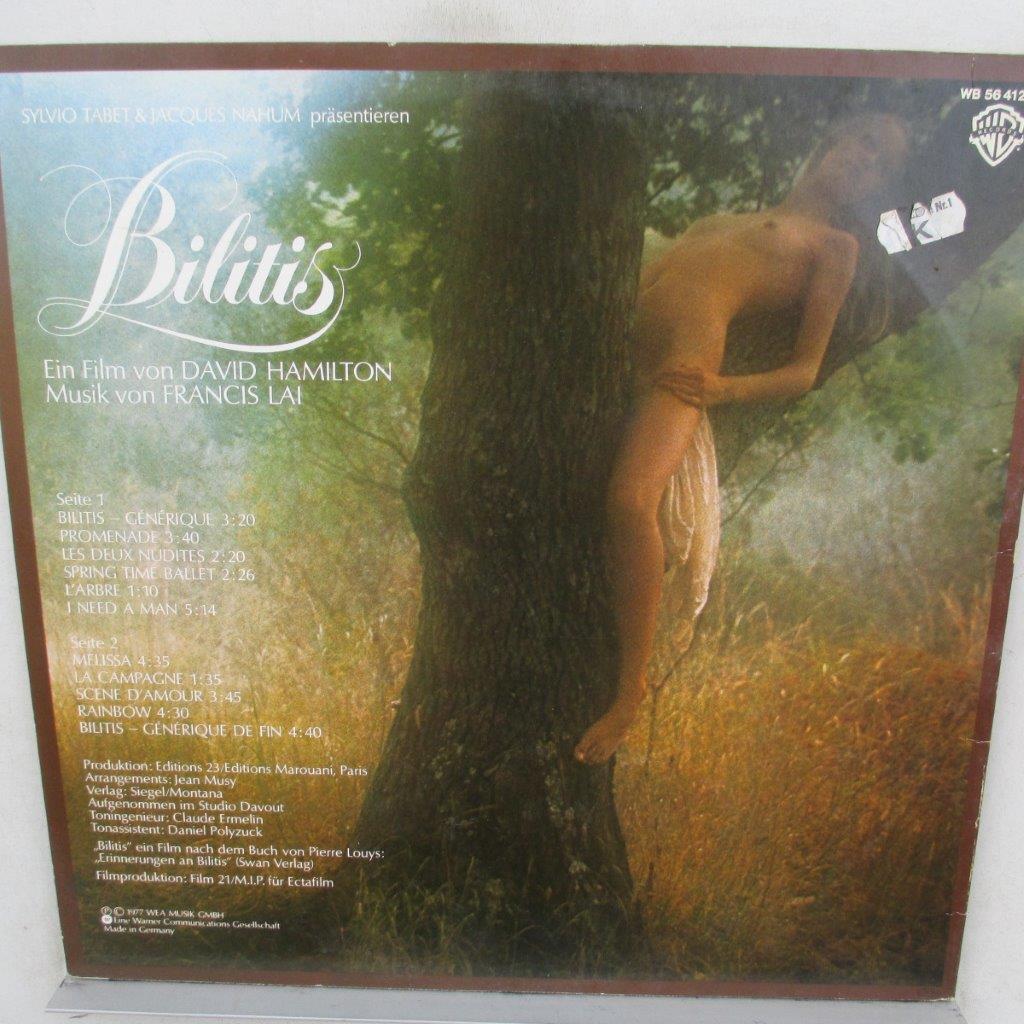 SYLVIO TABET & JACQUES NAHUM präsentieren
WB 56 412
Nr.1
K
Bilitis
Ein Film von DAVID HAMILTON
Musik von FRANCIS LAI
Seite 1
BILITIS – GÉNÉRIQUE 3:20
PROMENADE 3:40
LES DEUX NUDITES 2:20
SPRING TIME BALLET 2:26
L'ARBRE 1:10
I NEED A MAN 5:14
Seite 2
MELISSA 4:35
LA CAMPAGNE 1:35
SCENE D'AMOUR 3:45
RAINBOW 4:30
BILITIS – GÉNÉRIQUE DE FIN 4:40
Produktion: Editions 23/Editions Marouani, Paris
Arrangements: Jean Musy
Verlag: Siegel/Montana
Aufgenommen im Studio Davout
Toningenieur: Claude Ermelin
Tonassistent: Daniel Polyzuck
„Bilitis" ein Film nach dem Buch von Pierre Louys:
„Erinnerungen an Bilitis" (Swan Verlag)
Filmproduktion: Film 21/M.I.P. für Ectafilm
Ⓟ © 1977 WEA MUSIK GMBH
Eine Warner Communications Gesellschaft
Made in Germany